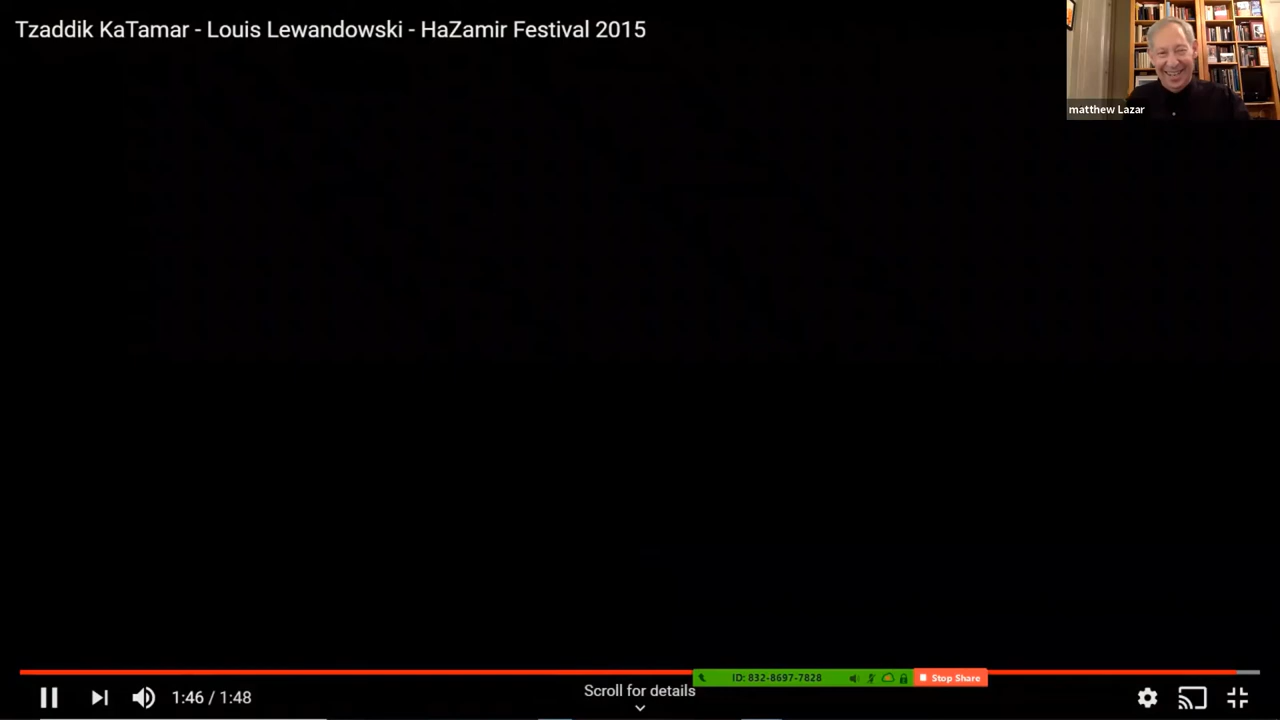 Tzaddik KaTamar - Louis Lewandowski - HaZamir Festival 2015
matthew Lazar
ID: 832-8697-7828
Stop Share
1:46 / 1:48
Scroll for details